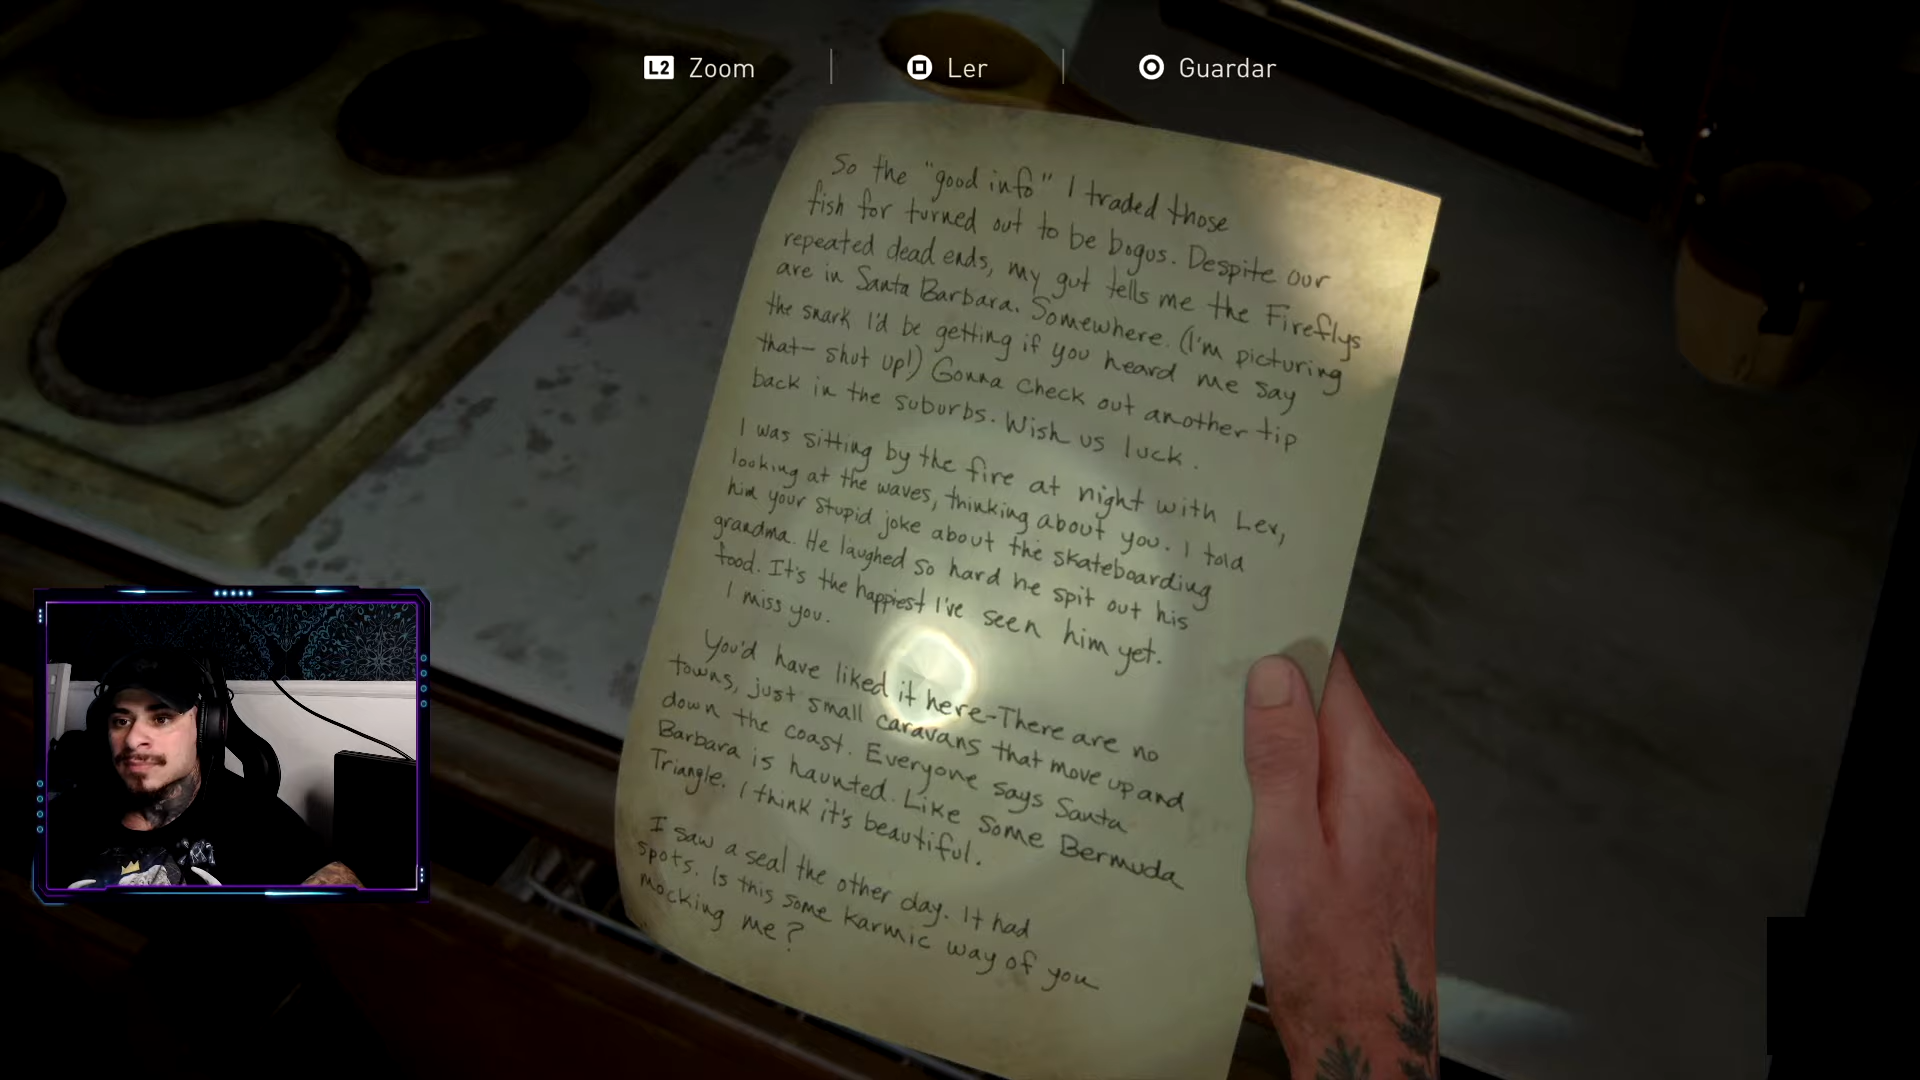 L2 Zoom | Ler | Guardar
So the "good info" I traded those
fish for turned out to be bogus. Despite our
repeated dead ends, my gut tells me the Fireflys
are in Santa Barbara. Somewhere. (I'm picturing
the snark I'd be getting if you heard me say
that- shut up!) Gonna check out another tip
back in the suburbs. Wish us luck.
I was sitting by the fire at night with Lev,
looking at the waves, thinking about you. I told
him your stupid joke about the skateboarding
grandma. He laughed so hard he spit out his
food. It's the happiest I've seen him yet.
I miss you.
You'd have liked it here-There are no
towns, just small caravans that move up and
down the coast. Everyone says Santa
Barbara is haunted. Like some Bermuda
Triangle. I think it's beautiful.
I saw a seal the other day. It had
spots. Is this some karmic way of you
mocking me?